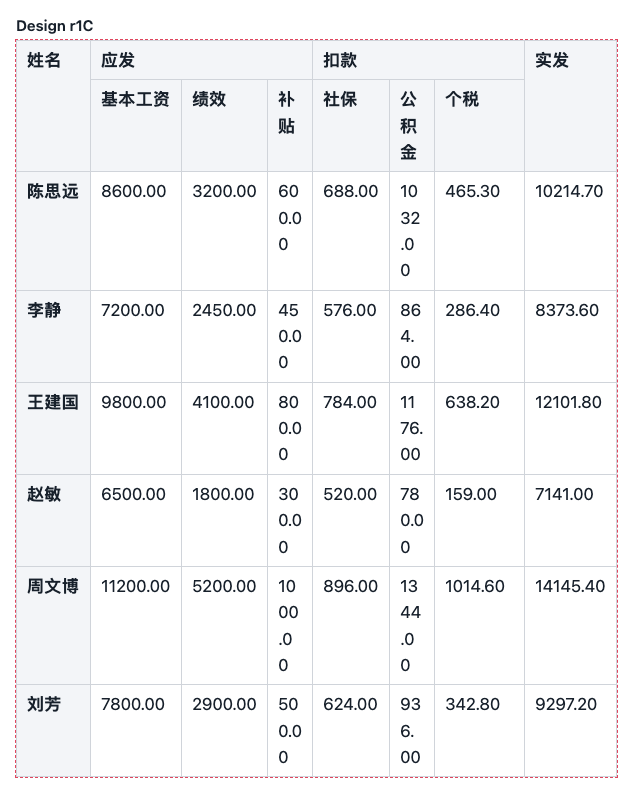 Design r1C
姓名 应发 扣款 实发
基本工资 绩效 补贴 社保 公积金 个税
陈思远 8600.00 3200.00 600.00 688.00 1032.00 465.30 10214.70
李静 7200.00 2450.00 450.00 576.00 864.00 286.40 8373.60
王建国 9800.00 4100.00 800.00 784.00 1176.00 638.20 12101.80
赵敏 6500.00 1800.00 300.00 520.00 780.00 159.00 7141.00
周文博 11200.00 5200.00 1000.00 896.00 1344.00 1014.60 14145.40
刘芳 7800.00 2900.00 500.00 624.00 936.00 342.80 9297.20